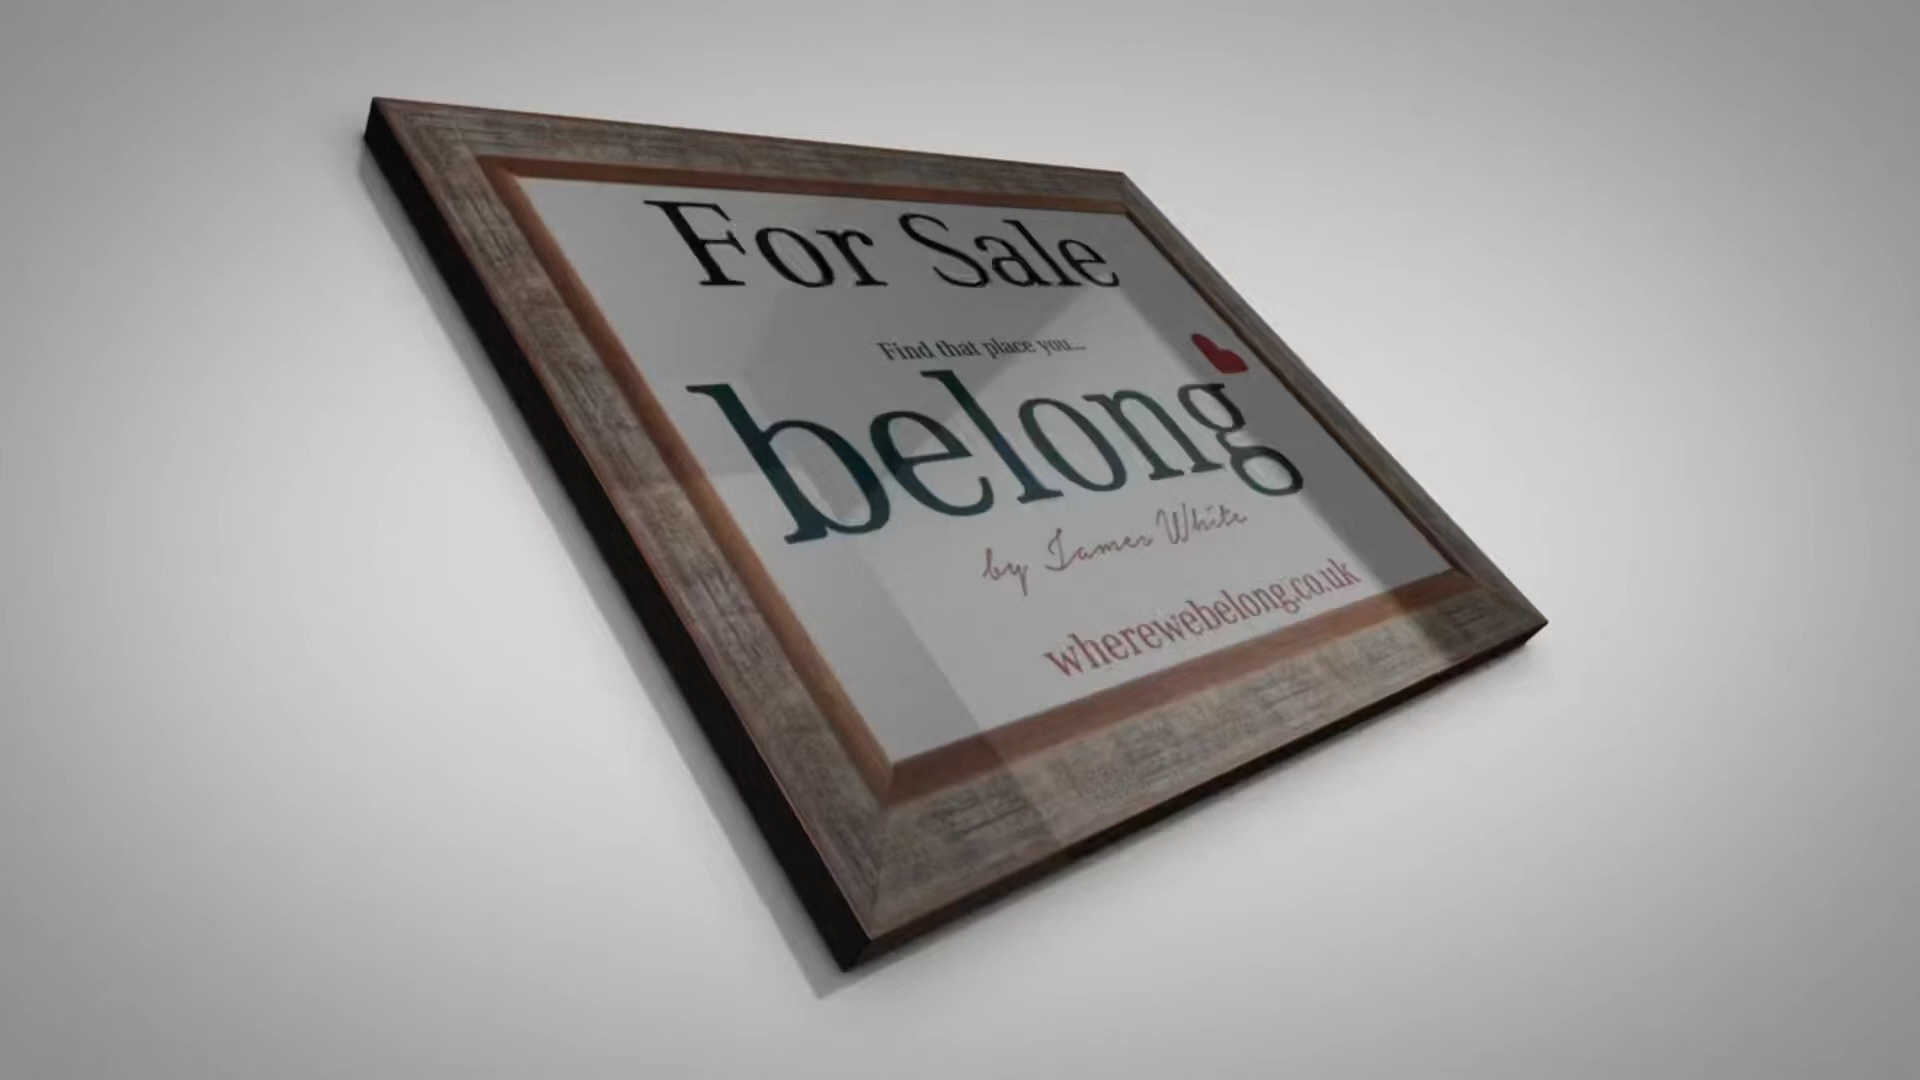 For Sale
Find that place you...
belong
by James White
wherewebelong.co.uk